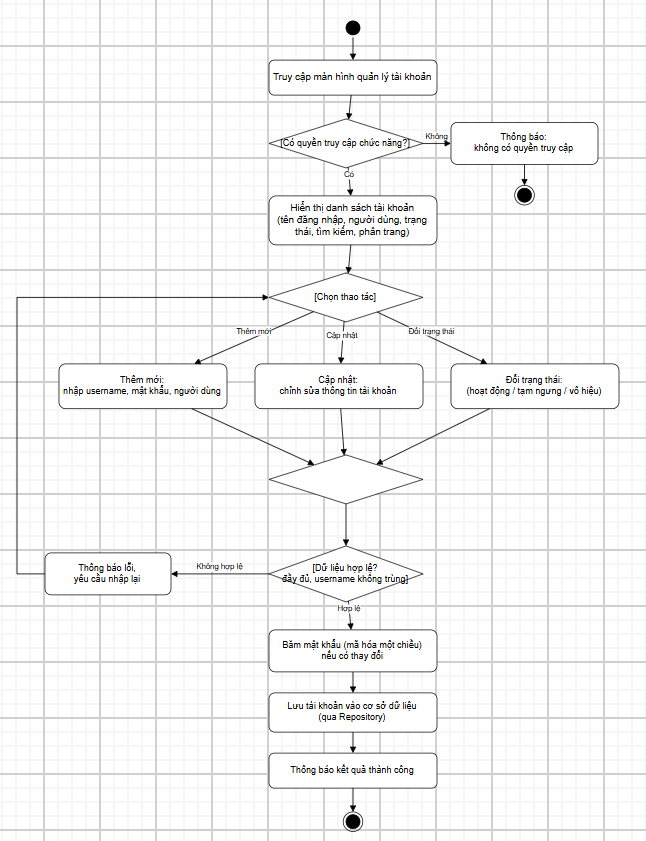 Truy cập màn hình quản lý tài khoản
[Có quyền truy cập chức năng?]
Không
Thông báo:
không có quyền truy cập
Có
Hiển thị danh sách tài khoản
(tên đăng nhập, người dùng, trạng
thái, tìm kiếm, phân trang)
[Chọn thao tác]
Thêm mới
Cập nhật
Đổi trạng thái
Thêm mới:
nhập username, mật khẩu, người dùng
Cập nhật:
chỉnh sửa thông tin tài khoản
Đổi trạng thái:
(hoạt động / tạm ngưng / vô hiệu)
Thông báo lỗi,
yêu cầu nhập lại
Không hợp lệ
[Dữ liệu hợp lệ?
đầy đủ, username không trùng]
Hợp lệ
Băm mật khẩu (mã hóa một chiều)
nếu có thay đổi
Lưu tài khoản vào cơ sở dữ liệu
(qua Repository)
Thông báo kết quả thành công